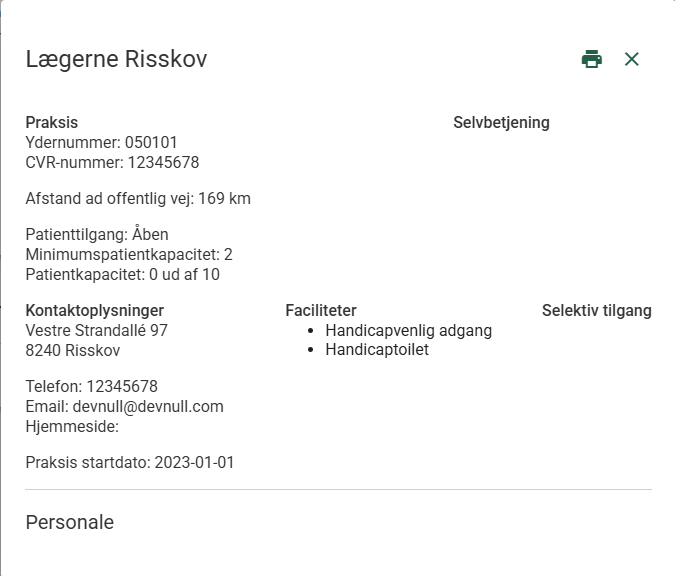 Lægerne Risskov
Praksis
Ydernummer: 050101
CVR-nummer: 12345678
Afstand ad offentlig vej: 169 km
Patienttilgang: Åben
Minimumspatientkapacitet: 2
Patientkapacitet: 0 ud af 10
Selvbetjening
Kontaktoplysninger
Vestre Strandallé 97
8240 Risskov
Telefon: 12345678
Email: devnull@devnull.com
Hjemmeside:
Praksis startdato: 2023-01-01
Faciliteter
• Handicapvenlig adgang
• Handicaptoilet
Selektiv tilgang
Personale